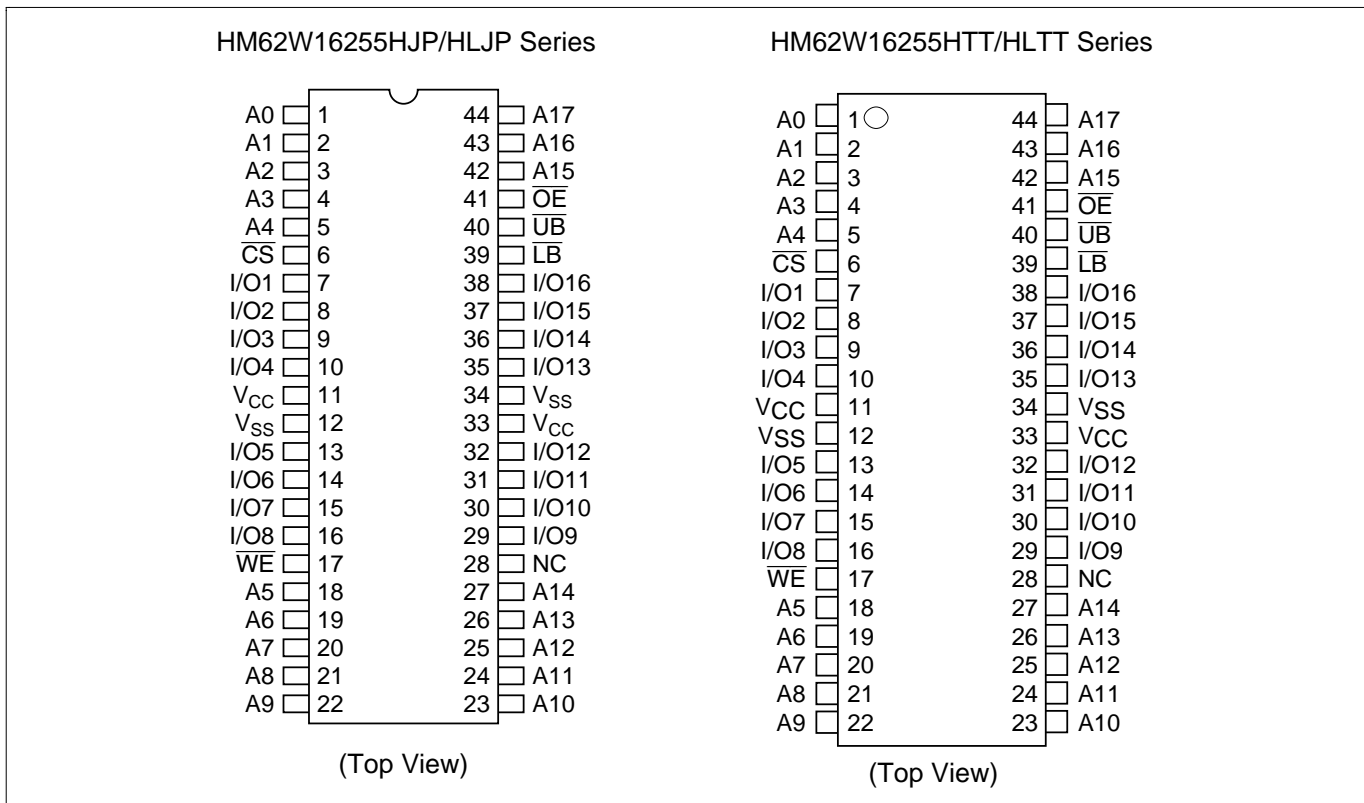 HM62W16255HJP/HLJP Series
A0 1 44 A17
A1 2 43 A16
A2 3 42 A15
A3 4 41 OE
A4 5 40 UB
CS 6 39 LB
I/O1 7 38 I/O16
I/O2 8 37 I/O15
I/O3 9 36 I/O14
I/O4 10 35 I/O13
VCC 11 34 VSS
VSS 12 33 VCC
I/O5 13 32 I/O12
I/O6 14 31 I/O11
I/O7 15 30 I/O10
I/O8 16 29 I/O9
WE 17 28 NC
A5 18 27 A14
A6 19 26 A13
A7 20 25 A12
A8 21 24 A11
A9 22 23 A10
(Top View)
HM62W16255HTT/HLTT Series
A0 1 44 A17
A1 2 43 A16
A2 3 42 A15
A3 4 41 OE
A4 5 40 UB
CS 6 39 LB
I/O1 7 38 I/O16
I/O2 8 37 I/O15
I/O3 9 36 I/O14
I/O4 10 35 I/O13
VCC 11 34 VSS
VSS 12 33 VCC
I/O5 13 32 I/O12
I/O6 14 31 I/O11
I/O7 15 30 I/O10
I/O8 16 29 I/O9
WE 17 28 NC
A5 18 27 A14
A6 19 26 A13
A7 20 25 A12
A8 21 24 A11
A9 22 23 A10
(Top View)